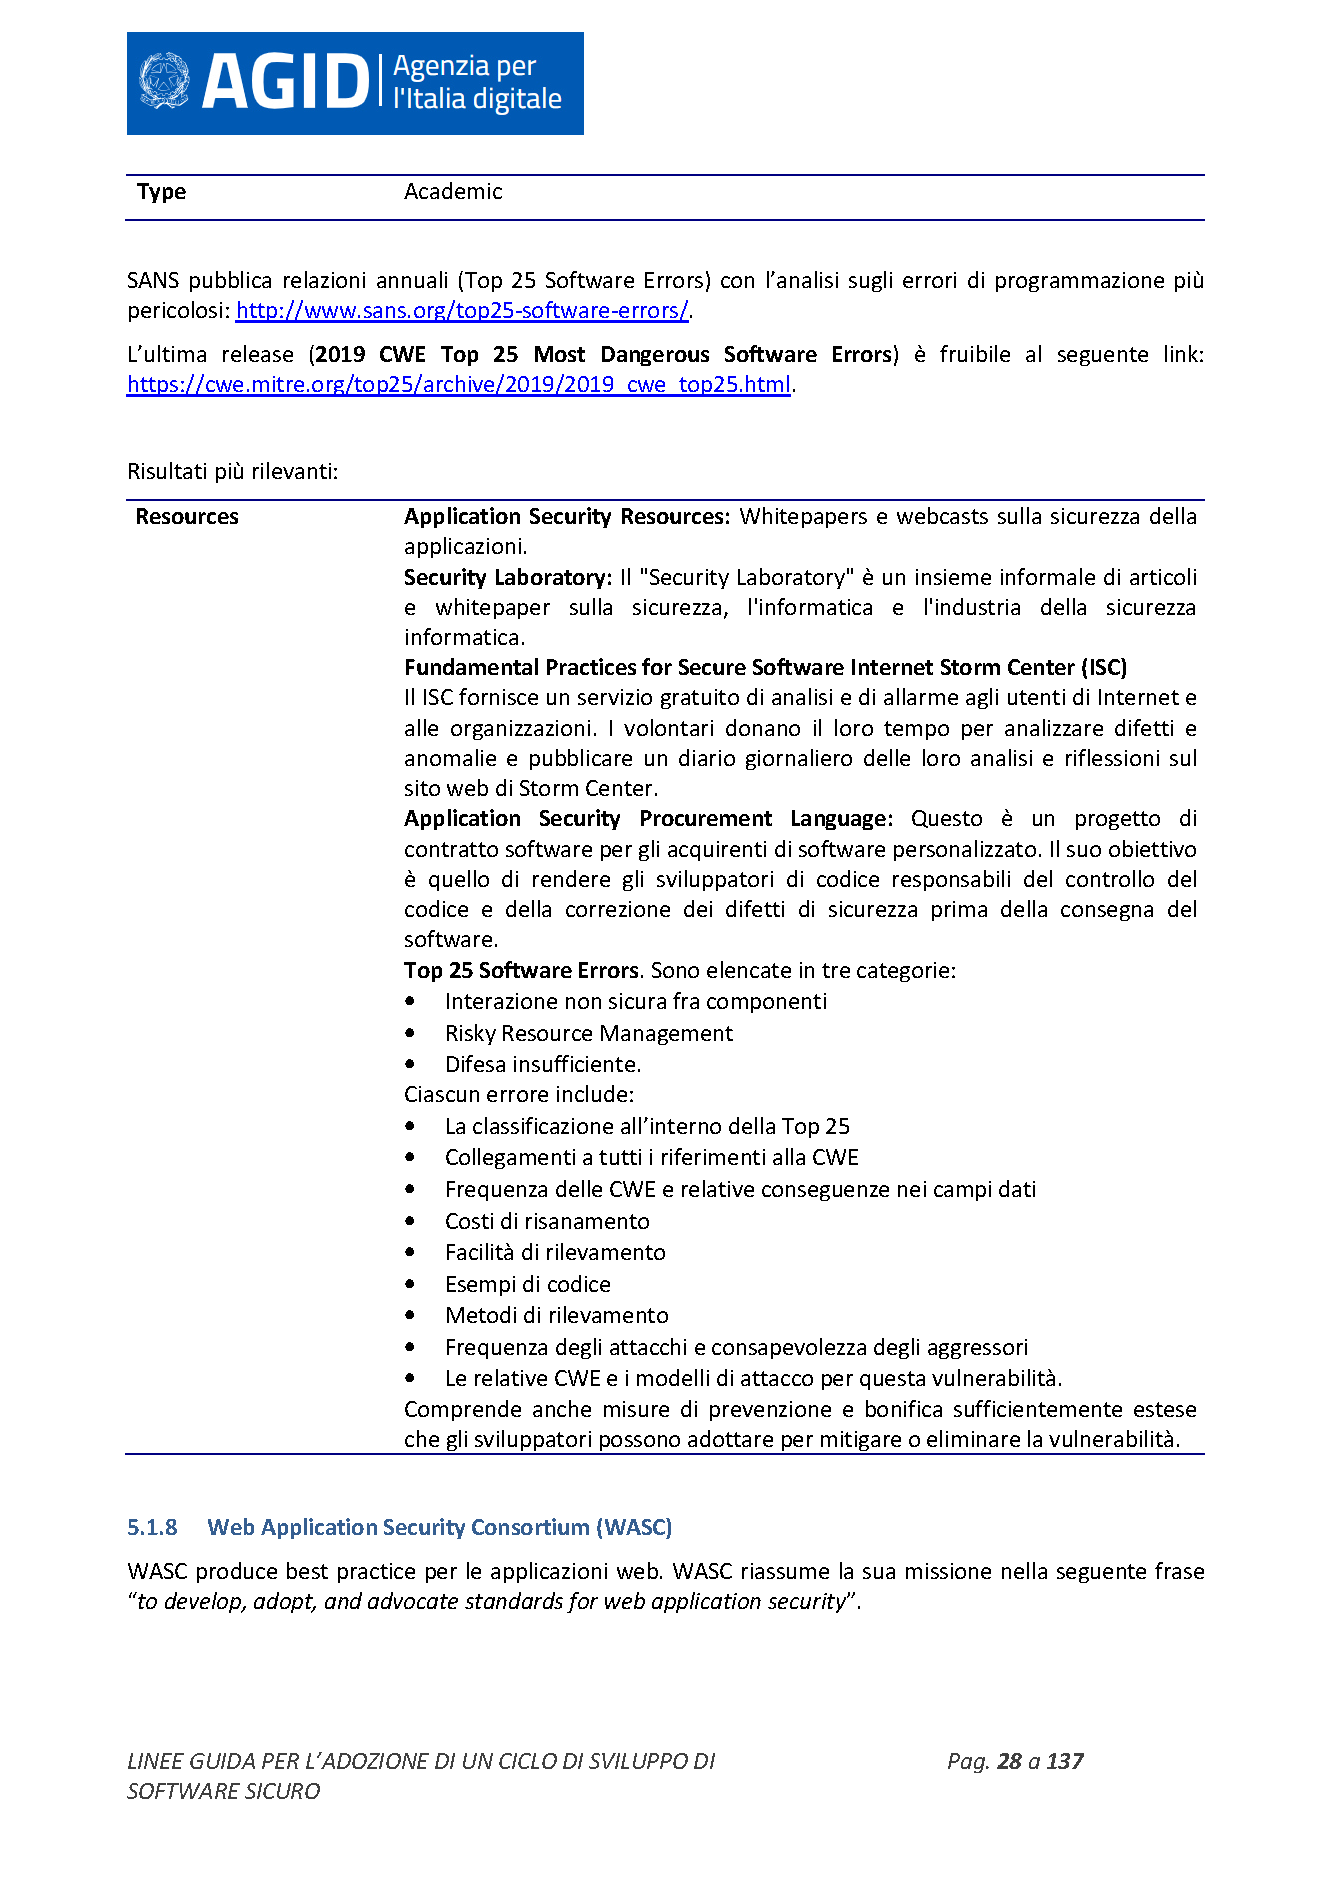 AGID Agenzia per
l'Italia digitale
Type Academic
SANS pubblica relazioni annuali (Top 25 Software Errors) con l’analisi sugli errori di programmazione più
pericolosi: http://www.sans.org/top25-software-errors/.
L’ultima release (2019 CWE Top 25 Most Dangerous Software Errors) è fruibile al seguente link:
https://cwe.mitre.org/top25/archive/2019/2019_cwe_top25.html.
Risultati più rilevanti:
Resources Application Security Resources: Whitepapers e webcasts sulla sicurezza della
applicazioni.
Security Laboratory: Il "Security Laboratory" è un insieme informale di articoli
e whitepaper sulla sicurezza, l'informatica e l'industria della sicurezza
informatica.
Fundamental Practices for Secure Software Internet Storm Center (ISC)
Il ISC fornisce un servizio gratuito di analisi e di allarme agli utenti di Internet e
alle organizzazioni. I volontari donano il loro tempo per analizzare difetti e
anomalie e pubblicare un diario giornaliero delle loro analisi e riflessioni sul
sito web di Storm Center.
Application Security Procurement Language: Questo è un progetto di
contratto software per gli acquirenti di software personalizzato. Il suo obiettivo
è quello di rendere gli sviluppatori di codice responsabili del controllo del
codice e della correzione dei difetti di sicurezza prima della consegna del
software.
Top 25 Software Errors. Sono elencate in tre categorie:
• Interazione non sicura fra componenti
• Risky Resource Management
• Difesa insufficiente.
Ciascun errore include:
• La classificazione all’interno della Top 25
• Collegamenti a tutti i riferimenti alla CWE
• Frequenza delle CWE e relative conseguenze nei campi dati
• Costi di risanamento
• Facilità di rilevamento
• Esempi di codice
• Metodi di rilevamento
• Frequenza degli attacchi e consapevolezza degli aggressori
• Le relative CWE e i modelli di attacco per questa vulnerabilità.
Comprende anche misure di prevenzione e bonifica sufficientemente estese
che gli sviluppatori possono adottare per mitigare o eliminare la vulnerabilità.
5.1.8 Web Application Security Consortium (WASC)
WASC produce best practice per le applicazioni web. WASC riassume la sua missione nella seguente frase
“to develop, adopt, and advocate standards for web application security”.
LINEE GUIDA PER L’ADOZIONE DI UN CICLO DI SVILUPPO DI Pag. 28 a 137
SOFTWARE SICURO